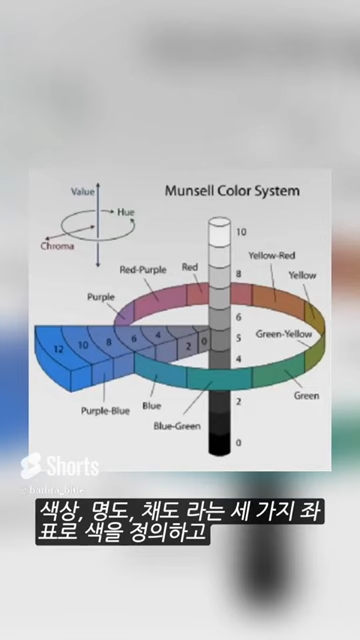 Munsell Color System
Value
Hue
Chroma
10
8
6
5
4
2
0
Red-Purple
Red
Yellow-Red
Yellow
Purple
Green-Yellow
12
10
8
6
4
2
0
Purple-Blue
Blue
Blue-Green
Green
Shorts
색상, 명도, 채도 라는 세 가지 좌
표로 색을 정의하고